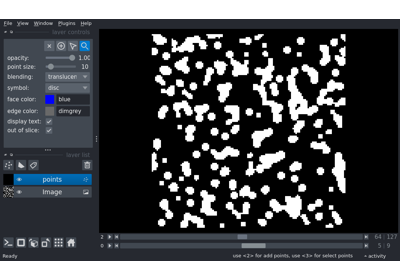 File View Window Plugins Help
layer controls
opacity: 1.00
point size: 10
blending: translucen
symbol: disc
face color: blue
edge color: dimgrey
display text:
out of slice:
layer list
points
Image
2 64 127
0 5 9
Ready use <2> for add points, use <3> for select points activity